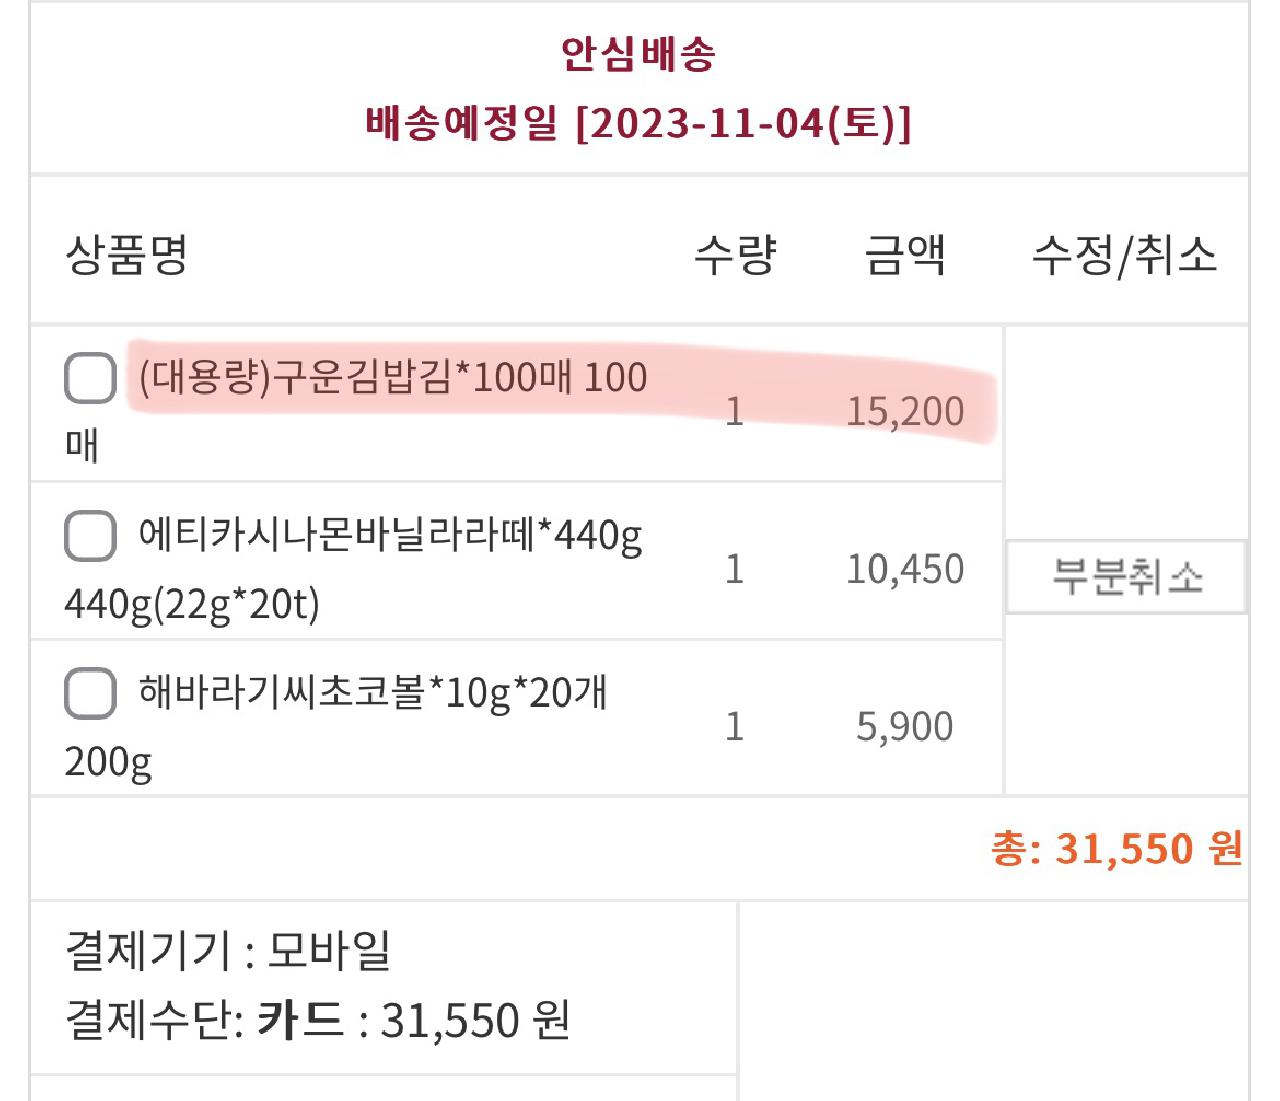 안심배송
배송예정일 [2023-11-04(토)]
상품명 수량 금액 수정/취소
(대용량)구운김밥김*100매 100
매 1 15,200
에티카시나몬바닐라라떼*440g
440g(22g*20t) 1 10,450
부분취소
해바라기씨초코볼*10g*20개
200g 1 5,900
총: 31,550 원
결제기기 : 모바일
결제수단: 카드 : 31,550 원